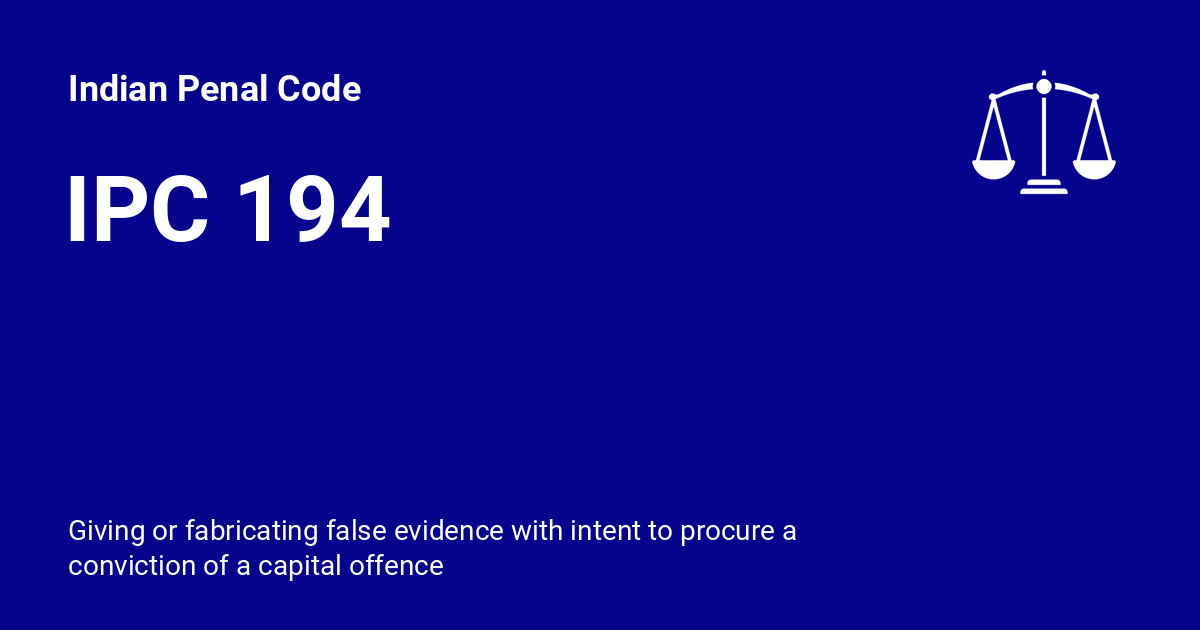 Indian Penal Code
IPC 194
Giving or fabricating false evidence with intent to procure a
conviction of a capital offence